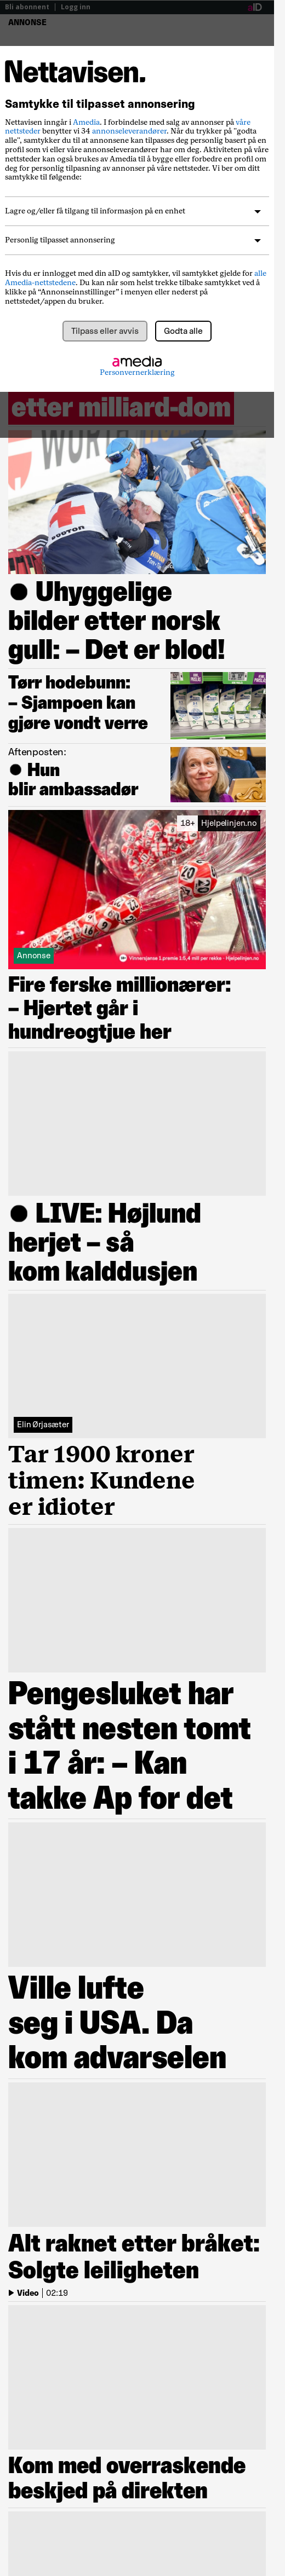 Bli abonnent | Logg inn
aID
ANNONSE
Nettavisen.
Samtykke til tilpasset annonsering
Nettavisen inngår i Amedia. I forbindelse med salg av annonser på våre
nettsteder benytter vi 34 annonseleverandører. Når du trykker på "godta
alle", samtykker du til at annonsene kan tilpasses deg personlig basert på en
profil som vi eller våre annonseleverandører har om deg. Aktiviteten på våre
nettsteder kan også brukes av Amedia til å bygge eller forbedre en profil om
deg for personlig tilpasning av annonser på våre nettsteder. Vi ber om ditt
samtykke til følgende:
Lagre og/eller få tilgang til informasjon på en enhet
Personlig tilpasset annonsering
Hvis du er innlogget med din aID og samtykker, vil samtykket gjelde for alle
Amedia-nettstedene. Du kan når som helst trekke tilbake samtykket ved å
klikke på “Annonseinnstillinger” i menyen eller nederst på
nettstedet/appen du bruker.
Tilpass eller avvis
Godta alle
amedia
Personvernerklæring
etter milliard-dom
WÜRTH
Uhyggelige
bilder etter norsk
gull: – Det er blod!
Tørr hodebunn:
– Sjampoen kan
gjøre vondt verre
Aftenposten:
Hun
blir ambassadør
18+ Hjelpelinjen.no
Annonse
Vinnersjanse 1.premie 1:5,4 mill per rekke - Hjelpelinjen.no
Fire ferske millionærer:
– Hjertet går i
hundreogtjue her
LIVE: Højlund
herjet – så
kom kalddusjen
Elin Ørjasæter
Tar 1900 kroner
timen: Kundene
er idioter
Pengesluket har
stått nesten tomt
i 17 år: – Kan
takke Ap for det
Ville lufte
seg i USA. Da
kom advarselen
Alt raknet etter bråket:
Solgte leiligheten
Video | 02:19
Kom med overraskende
beskjed på direkten